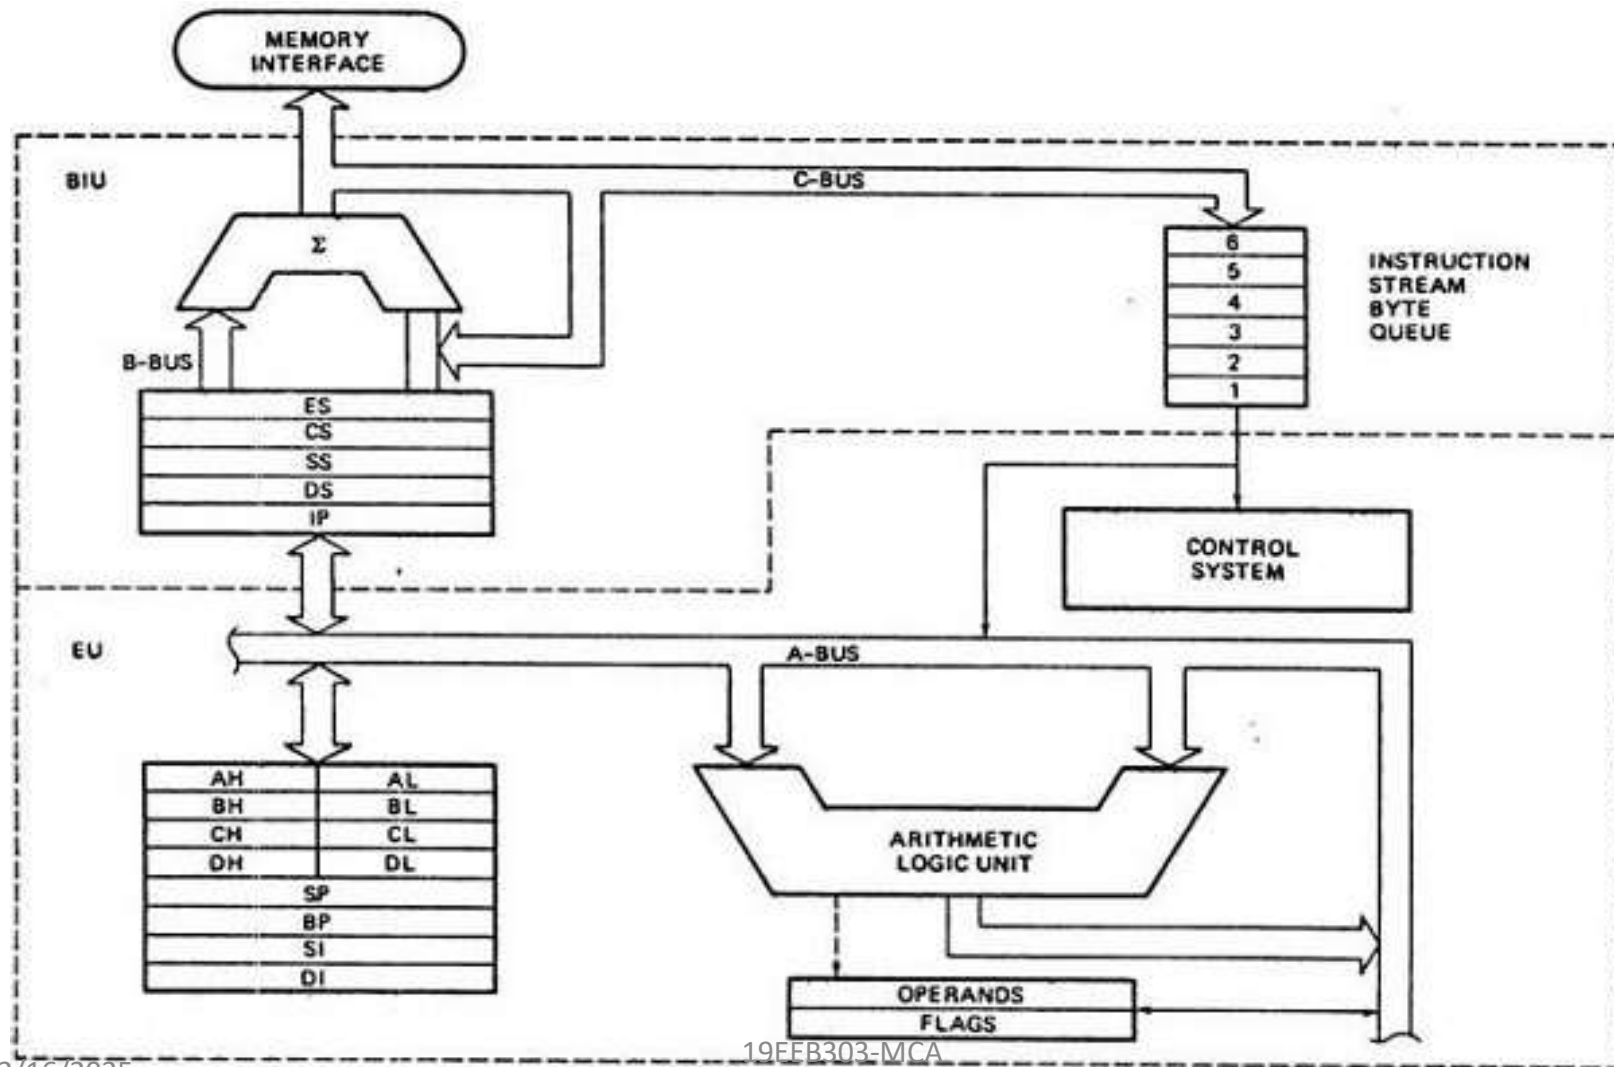 MEMORY
INTERFACE
BIU
C-BUS
Σ
6
5
4
3
2
1
INSTRUCTION
STREAM
BYTE
QUEUE
B-BUS
ES
CS
SS
DS
IP
CONTROL
SYSTEM
EU
A-BUS
AH AL
BH BL
CH CL
DH DL
SP
BP
SI
DI
ARITHMETIC
LOGIC UNIT
OPERANDS
FLAGS
19EEB303-MCA